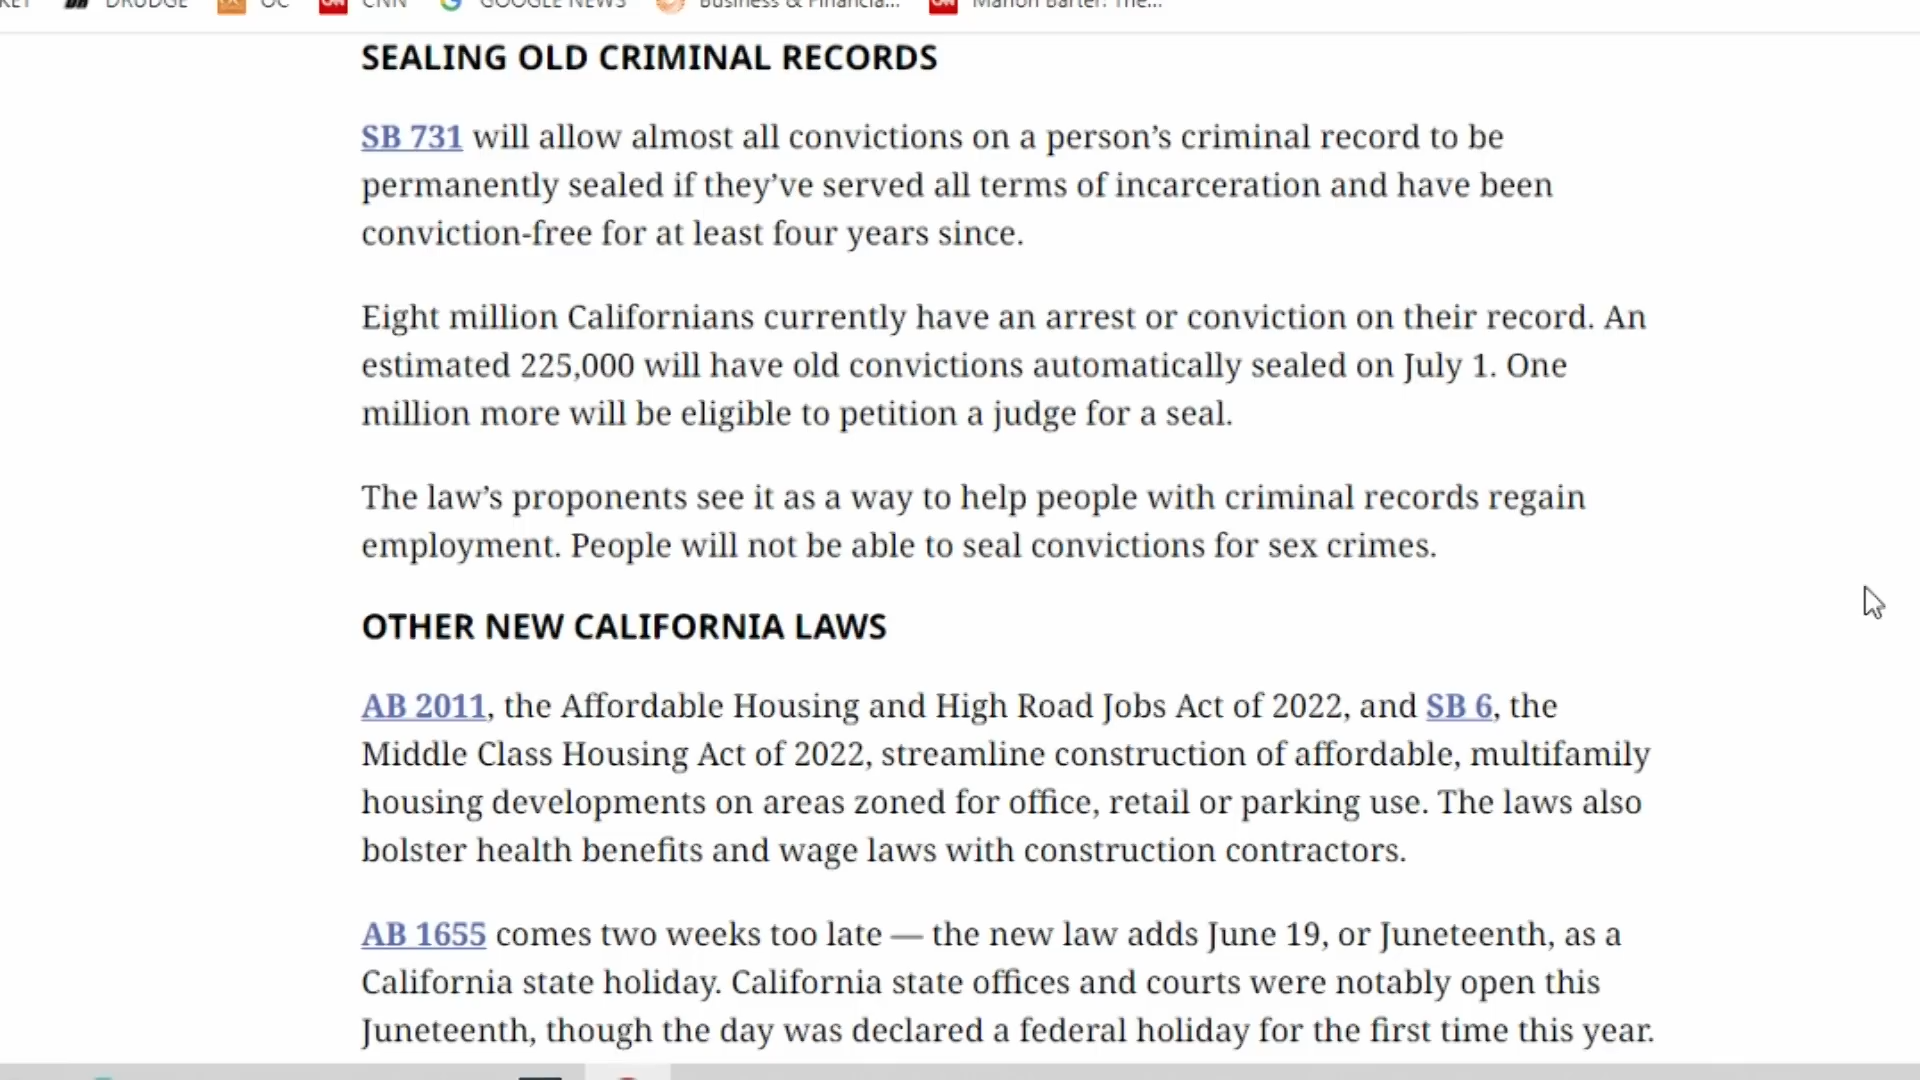 DRUDGE OC CNN GOOGLE NEWS Business & Financia... Marion Barter: The...
SEALING OLD CRIMINAL RECORDS
SB 731 will allow almost all convictions on a person’s criminal record to be
permanently sealed if they’ve served all terms of incarceration and have been
conviction-free for at least four years since.
Eight million Californians currently have an arrest or conviction on their record. An
estimated 225,000 will have old convictions automatically sealed on July 1. One
million more will be eligible to petition a judge for a seal.
The law’s proponents see it as a way to help people with criminal records regain
employment. People will not be able to seal convictions for sex crimes.
OTHER NEW CALIFORNIA LAWS
AB 2011, the Affordable Housing and High Road Jobs Act of 2022, and SB 6, the
Middle Class Housing Act of 2022, streamline construction of affordable, multifamily
housing developments on areas zoned for office, retail or parking use. The laws also
bolster health benefits and wage laws with construction contractors.
AB 1655 comes two weeks too late — the new law adds June 19, or Juneteenth, as a
California state holiday. California state offices and courts were notably open this
Juneteenth, though the day was declared a federal holiday for the first time this year.